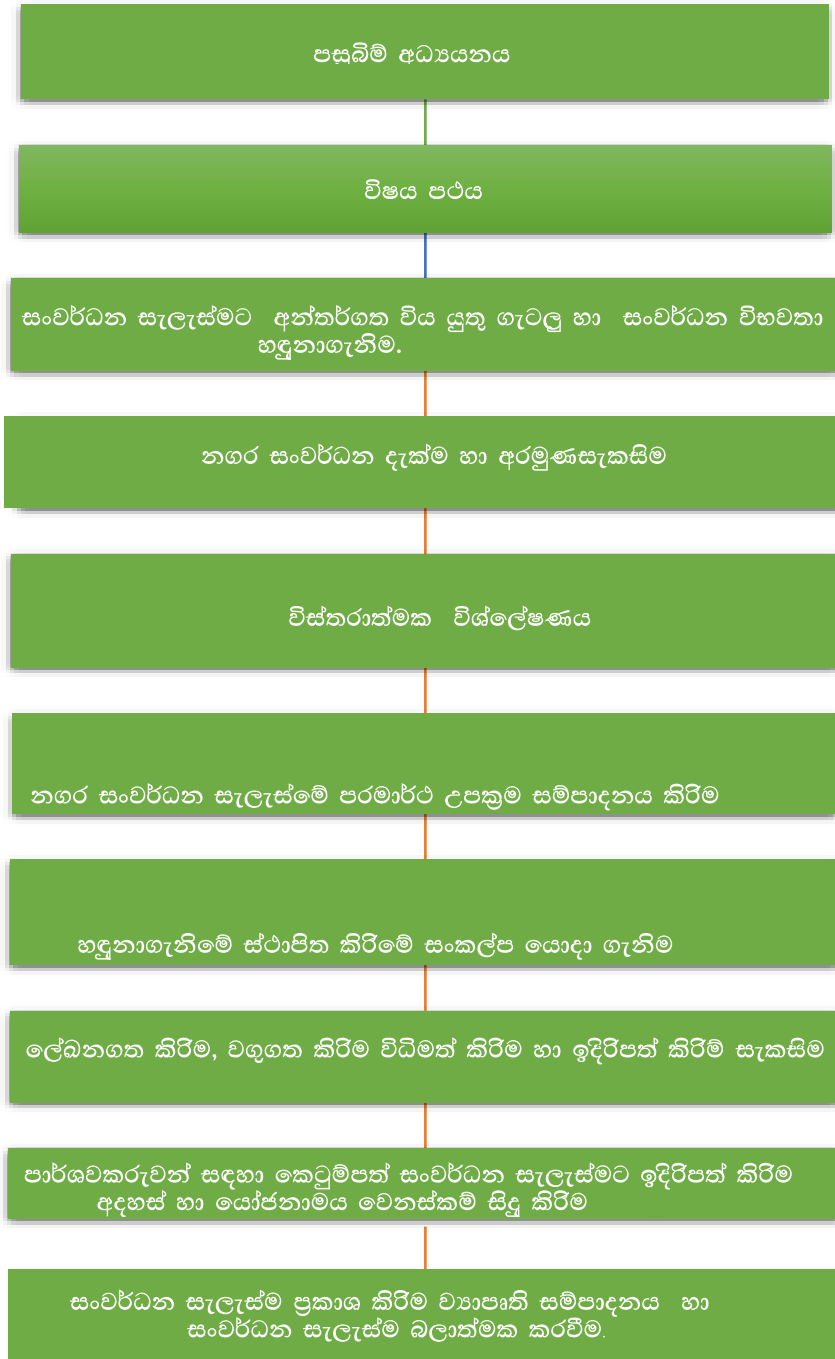 පසුබිම් අධ්‍යයනය
විෂය පථය
සංවර්ධන සැලැස්මට අන්තර්ගත විය යුතු ගැටලු හා සංවර්ධන විභවතා
හඳුනාගැනිම.
නගර සංවර්ධන දැක්ම හා අරමුණසැකසිම
විස්තරාත්මක විශ්ලේෂණය
නගර සංවර්ධන සැලැස්මේ පරමාර්ථ උපක්‍රම සම්පාදනය කිරිම
හඳුනාගැනිමේ ස්ථාපිත කිරිමේ සංකල්ප යොදා ගැනිම
ලේඛනගත කිරිම, වගුගත කිරිම විධිමත් කිරිම හා ඉදිරිපත් කිරිම් සැකසිම
පාර්ශවකරුවන් සඳහා කෙටුම්පත් සංවර්ධන සැලැස්මට ඉදිරිපත් කිරිම
අදහස් හා යෝජනාමය වෙනස්කම් සිදු කිරිම
සංවර්ධන සැලැස්ම ප්‍රකාශ කිරිම ව්‍යාපෘති සම්පාදනය හා
සංවර්ධන සැලැස්ම බලාත්මක කරවීම.